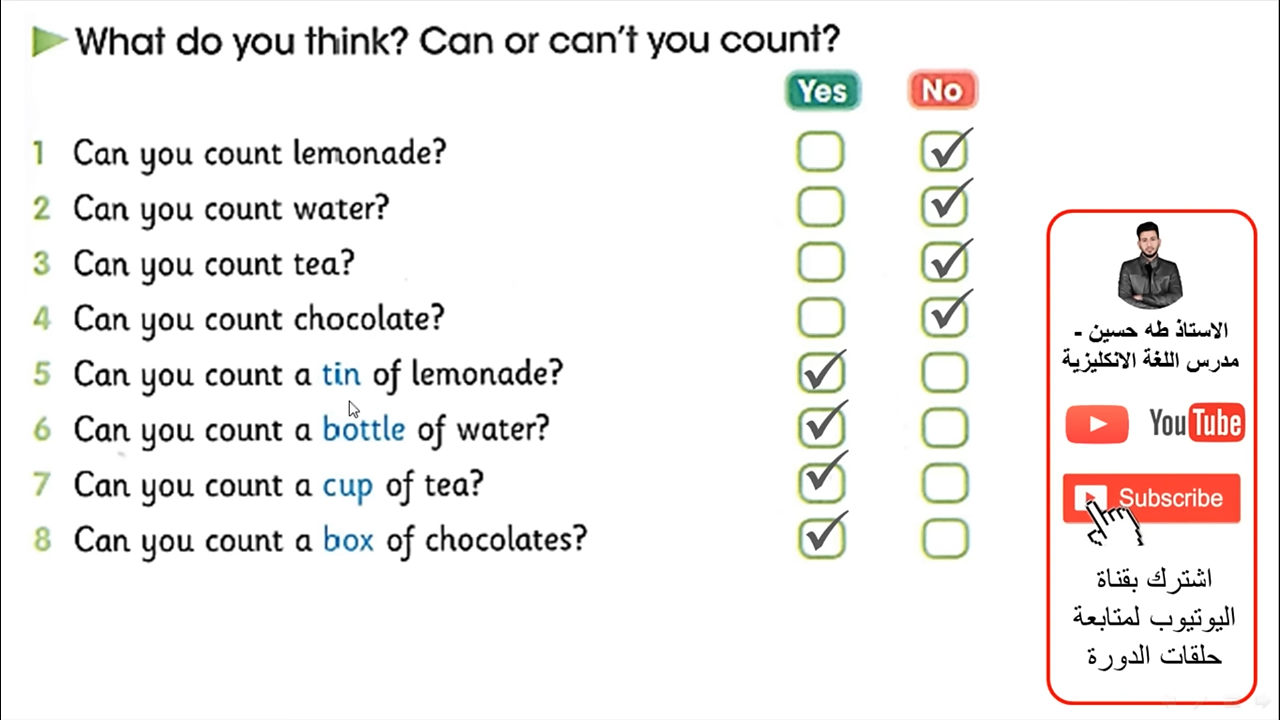 What do you think? Can or can't you count?
Yes No
1 Can you count lemonade?
2 Can you count water?
3 Can you count tea?
4 Can you count chocolate?
5 Can you count a tin of lemonade?
6 Can you count a bottle of water?
7 Can you count a cup of tea?
8 Can you count a box of chocolates?
الاستاذ طه حسين -
مدرس اللغة الانكليزية
YouTube
Subscribe
اشترك بقناة
اليوتيوب لمتابعة
حلقات الدورة